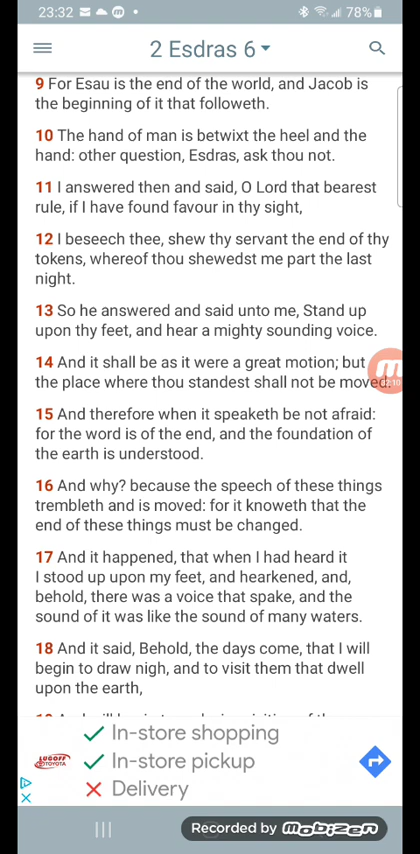 23:32 78%
2 Esdras 6
9 For Esau is the end of the world, and Jacob is
the beginning of it that followeth.
10 The hand of man is betwixt the heel and the
hand: other question, Esdras, ask thou not.
11 I answered then and said, O Lord that bearest
rule, if I have found favour in thy sight,
12 I beseech thee, shew thy servant the end of thy
tokens, whereof thou shewedst me part the last
night.
13 So he answered and said unto me, Stand up
upon thy feet, and hear a mighty sounding voice.
14 And it shall be as it were a great motion; but
the place where thou standest shall not be moved.
02:10
15 And therefore when it speaketh be not afraid:
for the word is of the end, and the foundation of
the earth is understood.
16 And why? because the speech of these things
trembleth and is moved: for it knoweth that the
end of these things must be changed.
17 And it happened, that when I had heard it
I stood up upon my feet, and hearkened, and,
behold, there was a voice that spake, and the
sound of it was like the sound of many waters.
18 And it said, Behold, the days come, that I will
begin to draw nigh, and to visit them that dwell
upon the earth,
In-store shopping
LUGOFF
TOYOTA
In-store pickup
Delivery
Recorded by mobizen